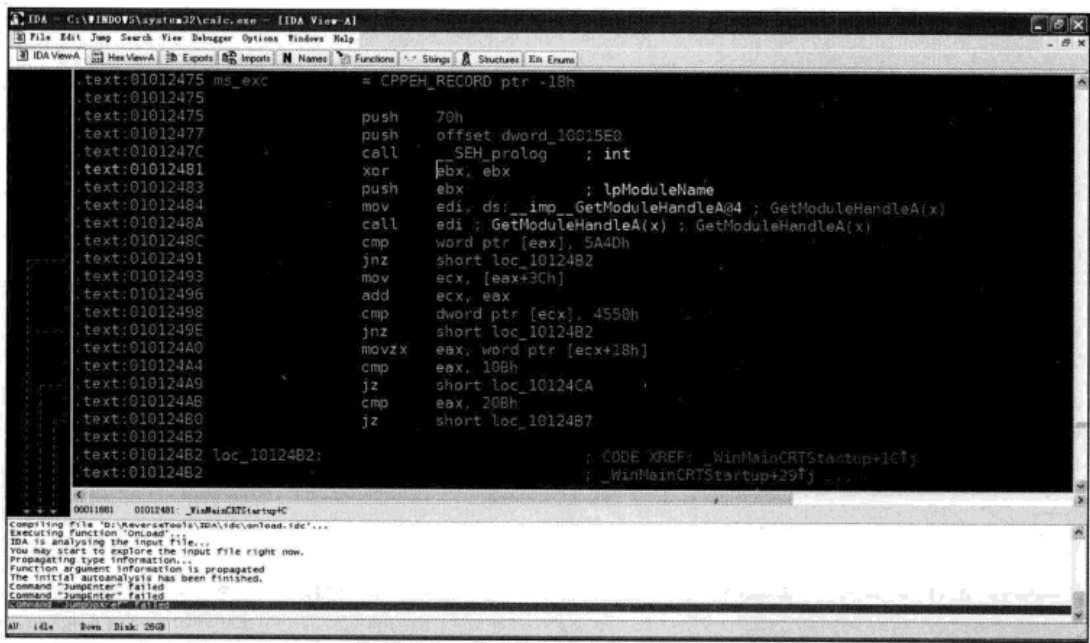 IDA - C:\WINDOWS\system32\calc.exe - [IDA View-A]
File Edit Jump Search View Debugger Options Windows Help
IDA View-A Hex View-A Exports Imports N Names Functions Strings Structures En Enums
.text:01012475 ms_exc = CPPEH_RECORD ptr -18h
.text:01012475
.text:01012475 push 70h
.text:01012477 push offset dword_10015E0
.text:0101247C call __SEH_prolog ; int
.text:01012481 xor ebx, ebx
.text:01012483 push ebx ; lpModuleName
.text:01012484 mov edi, ds:__imp__GetModuleHandleA@4 ; GetModuleHandleA(x)
.text:0101248A call edi ; GetModuleHandleA(x) ; GetModuleHandleA(x)
.text:0101248C cmp word ptr [eax], 5A4Dh
.text:01012491 jnz short loc_10124B2
.text:01012493 mov ecx, [eax+3Ch]
.text:01012496 add ecx, eax
.text:01012498 cmp dword ptr [ecx], 4550h
.text:0101249E jnz short loc_10124B2
.text:010124A0 movzx eax, word ptr [ecx+18h]
.text:010124A4 cmp eax, 10Bh
.text:010124A9 jz short loc_10124CA
.text:010124AB cmp eax, 20Bh
.text:010124B0 jz short loc_10124B7
.text:010124B2
.text:010124B2 loc_10124B2: ; CODE XREF: _WinMainCRTStartup+1C↑j
.text:010124B2 ; _WinMainCRTStartup+29↑j ...
00011881 01012481: _WinMainCRTStartup+C
Compiling file 'D:\ReverseTools\IDA\idc\onload.idc'...
Executing function 'OnLoad'...
IDA is analysing the input file...
You may start to explore the input file right now.
Propagating type information...
Function argument information is propagated
The initial autoanalysis has been finished.
Command "JumpEnter" failed
Command "JumpEnter" failed
Command "JumpOpXref" failed
AU: idle Down Disk: 26GB